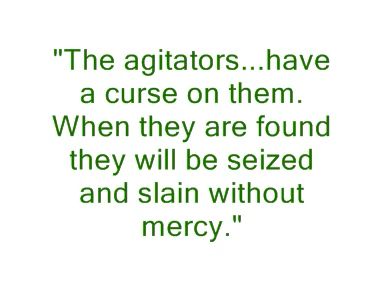 "The agitators...have
a curse on them.
When they are found
they will be seized
and slain without
mercy."